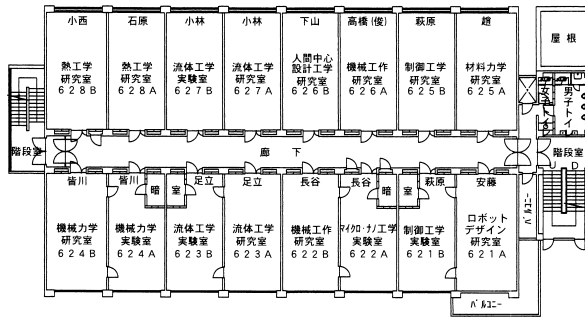 小西
石原
小林
小林
下山
高橋(俊)
萩原
趙
屋根
熱工学
研究室
628B
熱工学
研究室
628A
流体工学
実験室
627B
流体工学
研究室
627A
人間中心
設計工学
研究室
626B
機械工作
研究室
626A
制御工学
研究室
625B
材料力学
研究室
625A
女子
男子トイ
階段室
廊下
階段室
U
D
皆川
皆川
暗室
足立
足立
長谷
長谷
暗室
萩原
安藤
機械力学
研究室
624B
機械力学
実験室
624A
流体工学
実験室
623B
流体工学
研究室
623A
機械工作
研究室
622B
マイクロ・ナノ工学
実験室
622A
制御工学
実験室
621B
ロボット
デザイン
研究室
621A
バルコニー
バルコニー